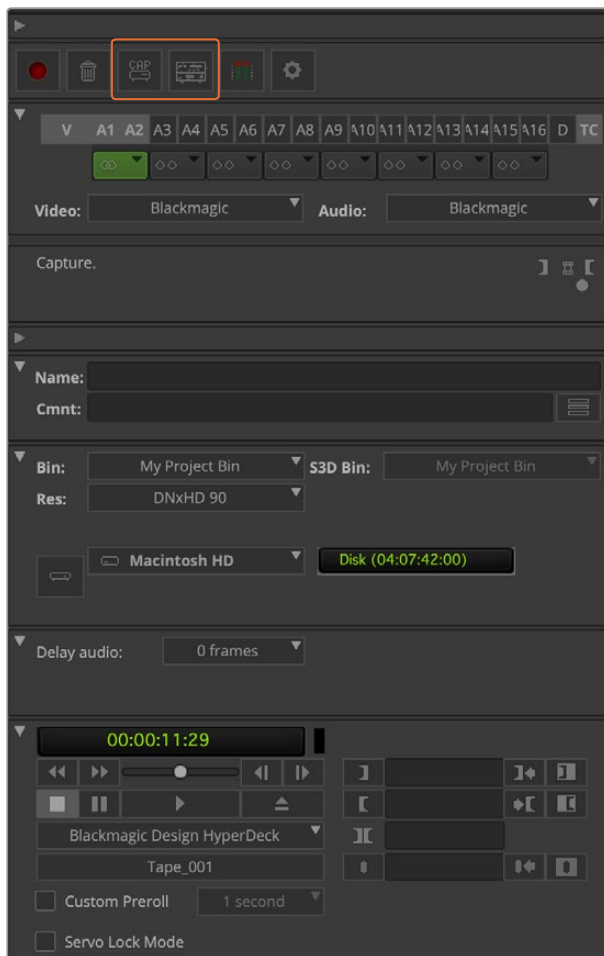 CAP
V A1 A2 A3 A4 A5 A6 A7 A8 A9 A10 A11 A12 A13 A14 A15 A16 D TC
Video: Blackmagic Audio: Blackmagic
Capture.
Name:
Cmnt:
Bin: My Project Bin S3D Bin: My Project Bin
Res: DNxHD 90
Macintosh HD Disk (04:07:42:00)
Delay audio: 0 frames
00:00:11:29
Blackmagic Design HyperDeck
Tape_001
Custom Preroll 1 second
Servo Lock Mode